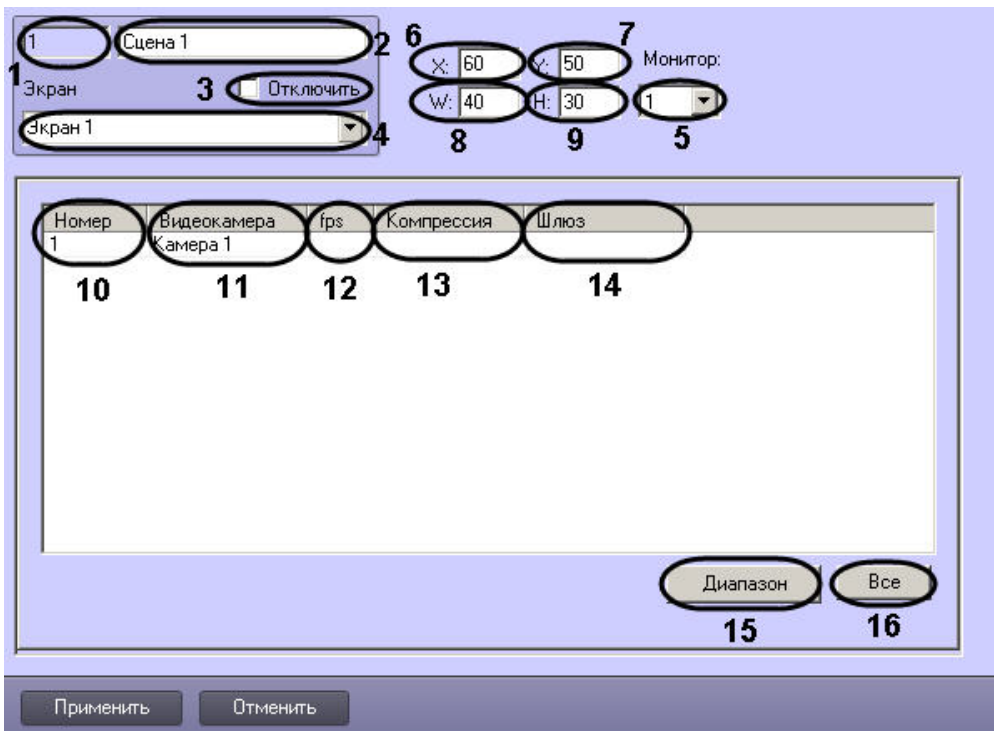 1 Сцена 1 2 6 7
X: 60 Y: 50 Монитор:
1 Экран 3 Отключить
W: 40 H: 30 1
Экран 1 4 8 9 5
Номер Видеокамера fps Компрессия Шлюз
1 Камера 1
10 11 12 13 14
Диапазон Все
15 16
Применить Отменить